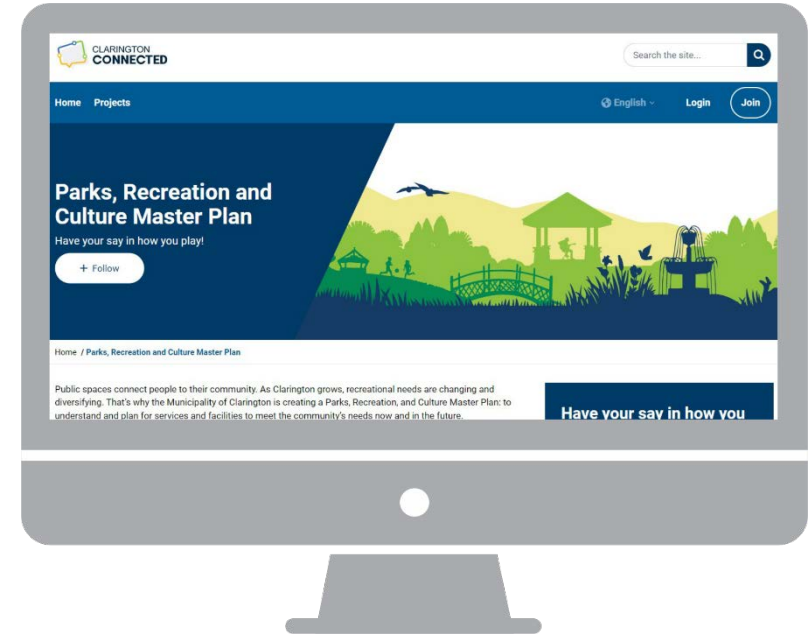 CLARINGTON
CONNECTED
Search the site...
Home Projects
English
Login
Join
Parks, Recreation and
Culture Master Plan
Have your say in how you play!
+ Follow
Home / Parks, Recreation and Culture Master Plan
Public spaces connect people to their community. As Clarington grows, recreational needs are changing and
diversifying. That's why the Municipality of Clarington is creating a Parks, Recreation, and Culture Master Plan: to
understand and plan for services and facilities to meet the community's needs now and in the future.
Have your say in how you